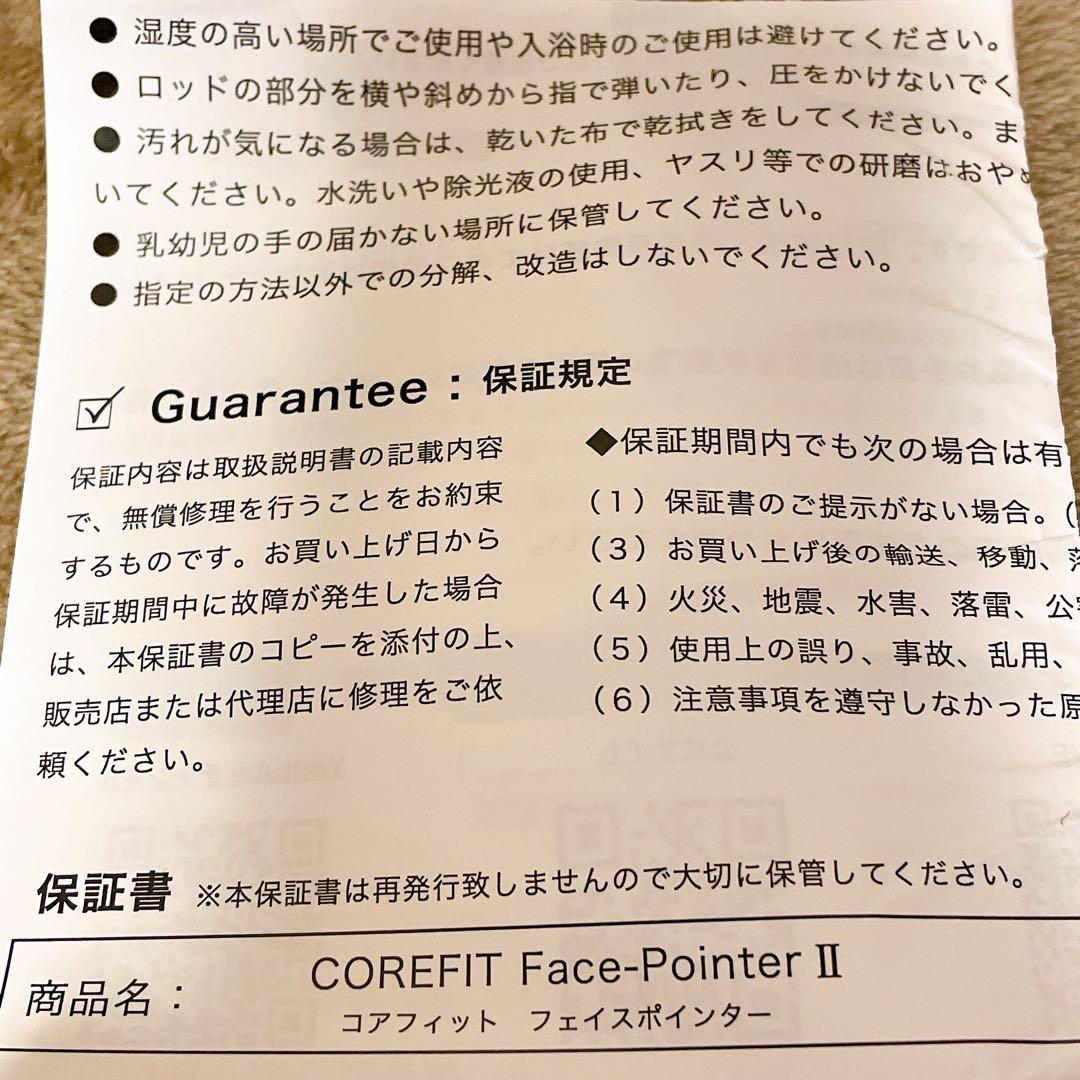 ● 湿度の高い場所でご使用や入浴時のご使用は避けてください。
● ロッドの部分を横や斜めから指で弾いたり、圧をかけないでく
● 汚れが気になる場合は、乾いた布で乾拭きをしてください。ま
いてください。水洗いや除光液の使用、ヤスリ等での研磨はおや
● 乳幼児の手の届かない場所に保管してください。
● 指定の方法以外での分解、改造はしないでください。
☑ Guarantee : 保証規定
保証内容は取扱説明書の記載内容
で、無償修理を行うことをお約束
するものです。お買い上げ日から
保証期間中に故障が発生した場合
は、本保証書のコピーを添付の上、
販売店または代理店に修理をご依
頼ください。
◆保証期間内でも次の場合は有
（1）保証書のご提示がない場合。（
（3）お買い上げ後の輸送、移動、
（4）火災、地震、水害、落雷、公
（5）使用上の誤り、事故、乱用、
（6）注意事項を遵守しなかった原
保証書 ※本保証書は再発行致しませんので大切に保管してください。
商品名： COREFIT Face-Pointer Ⅱ
コアフィット フェイスポインター